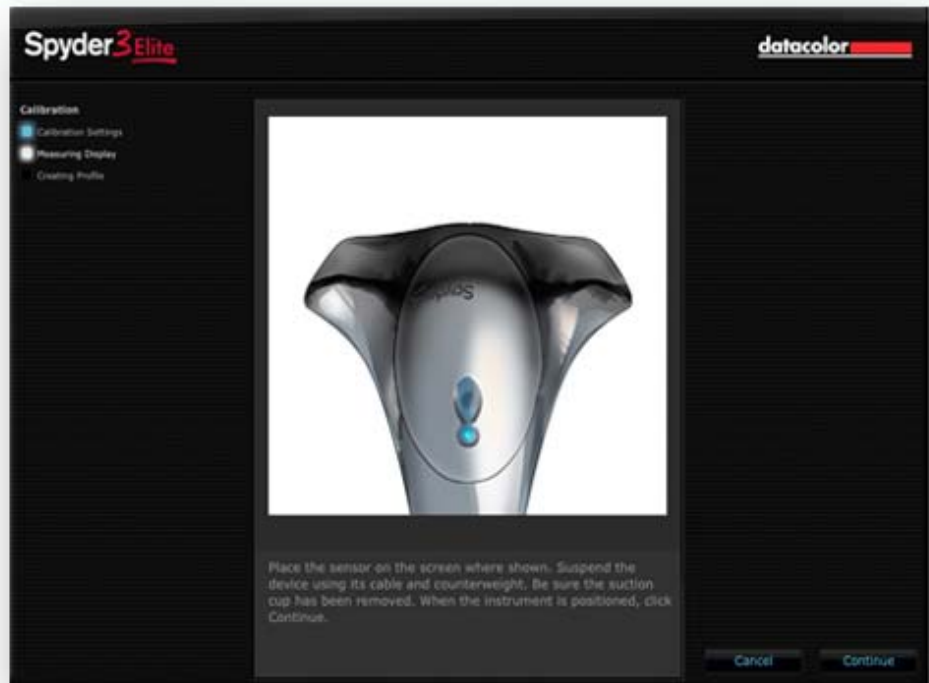 Spyder3Elite
datacolor
Calibration
Calibration Settings
Measuring Display
Creating Profile
Spyder
Place the sensor on the screen where shown. Suspend the
device using its cable and counterweight. Be sure the suction
cup has been removed. When the instrument is positioned, click
Continue.
Cancel
Continue